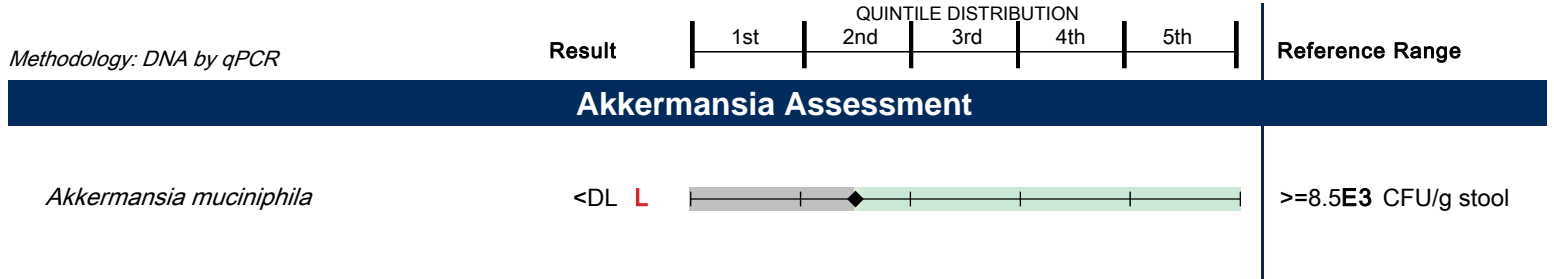 QUINTILE DISTRIBUTION
Methodology: DNA by qPCR Result 1st 2nd 3rd 4th 5th Reference Range
Akkermansia Assessment
Akkermansia muciniphila <DL L >=8.5E3 CFU/g stool